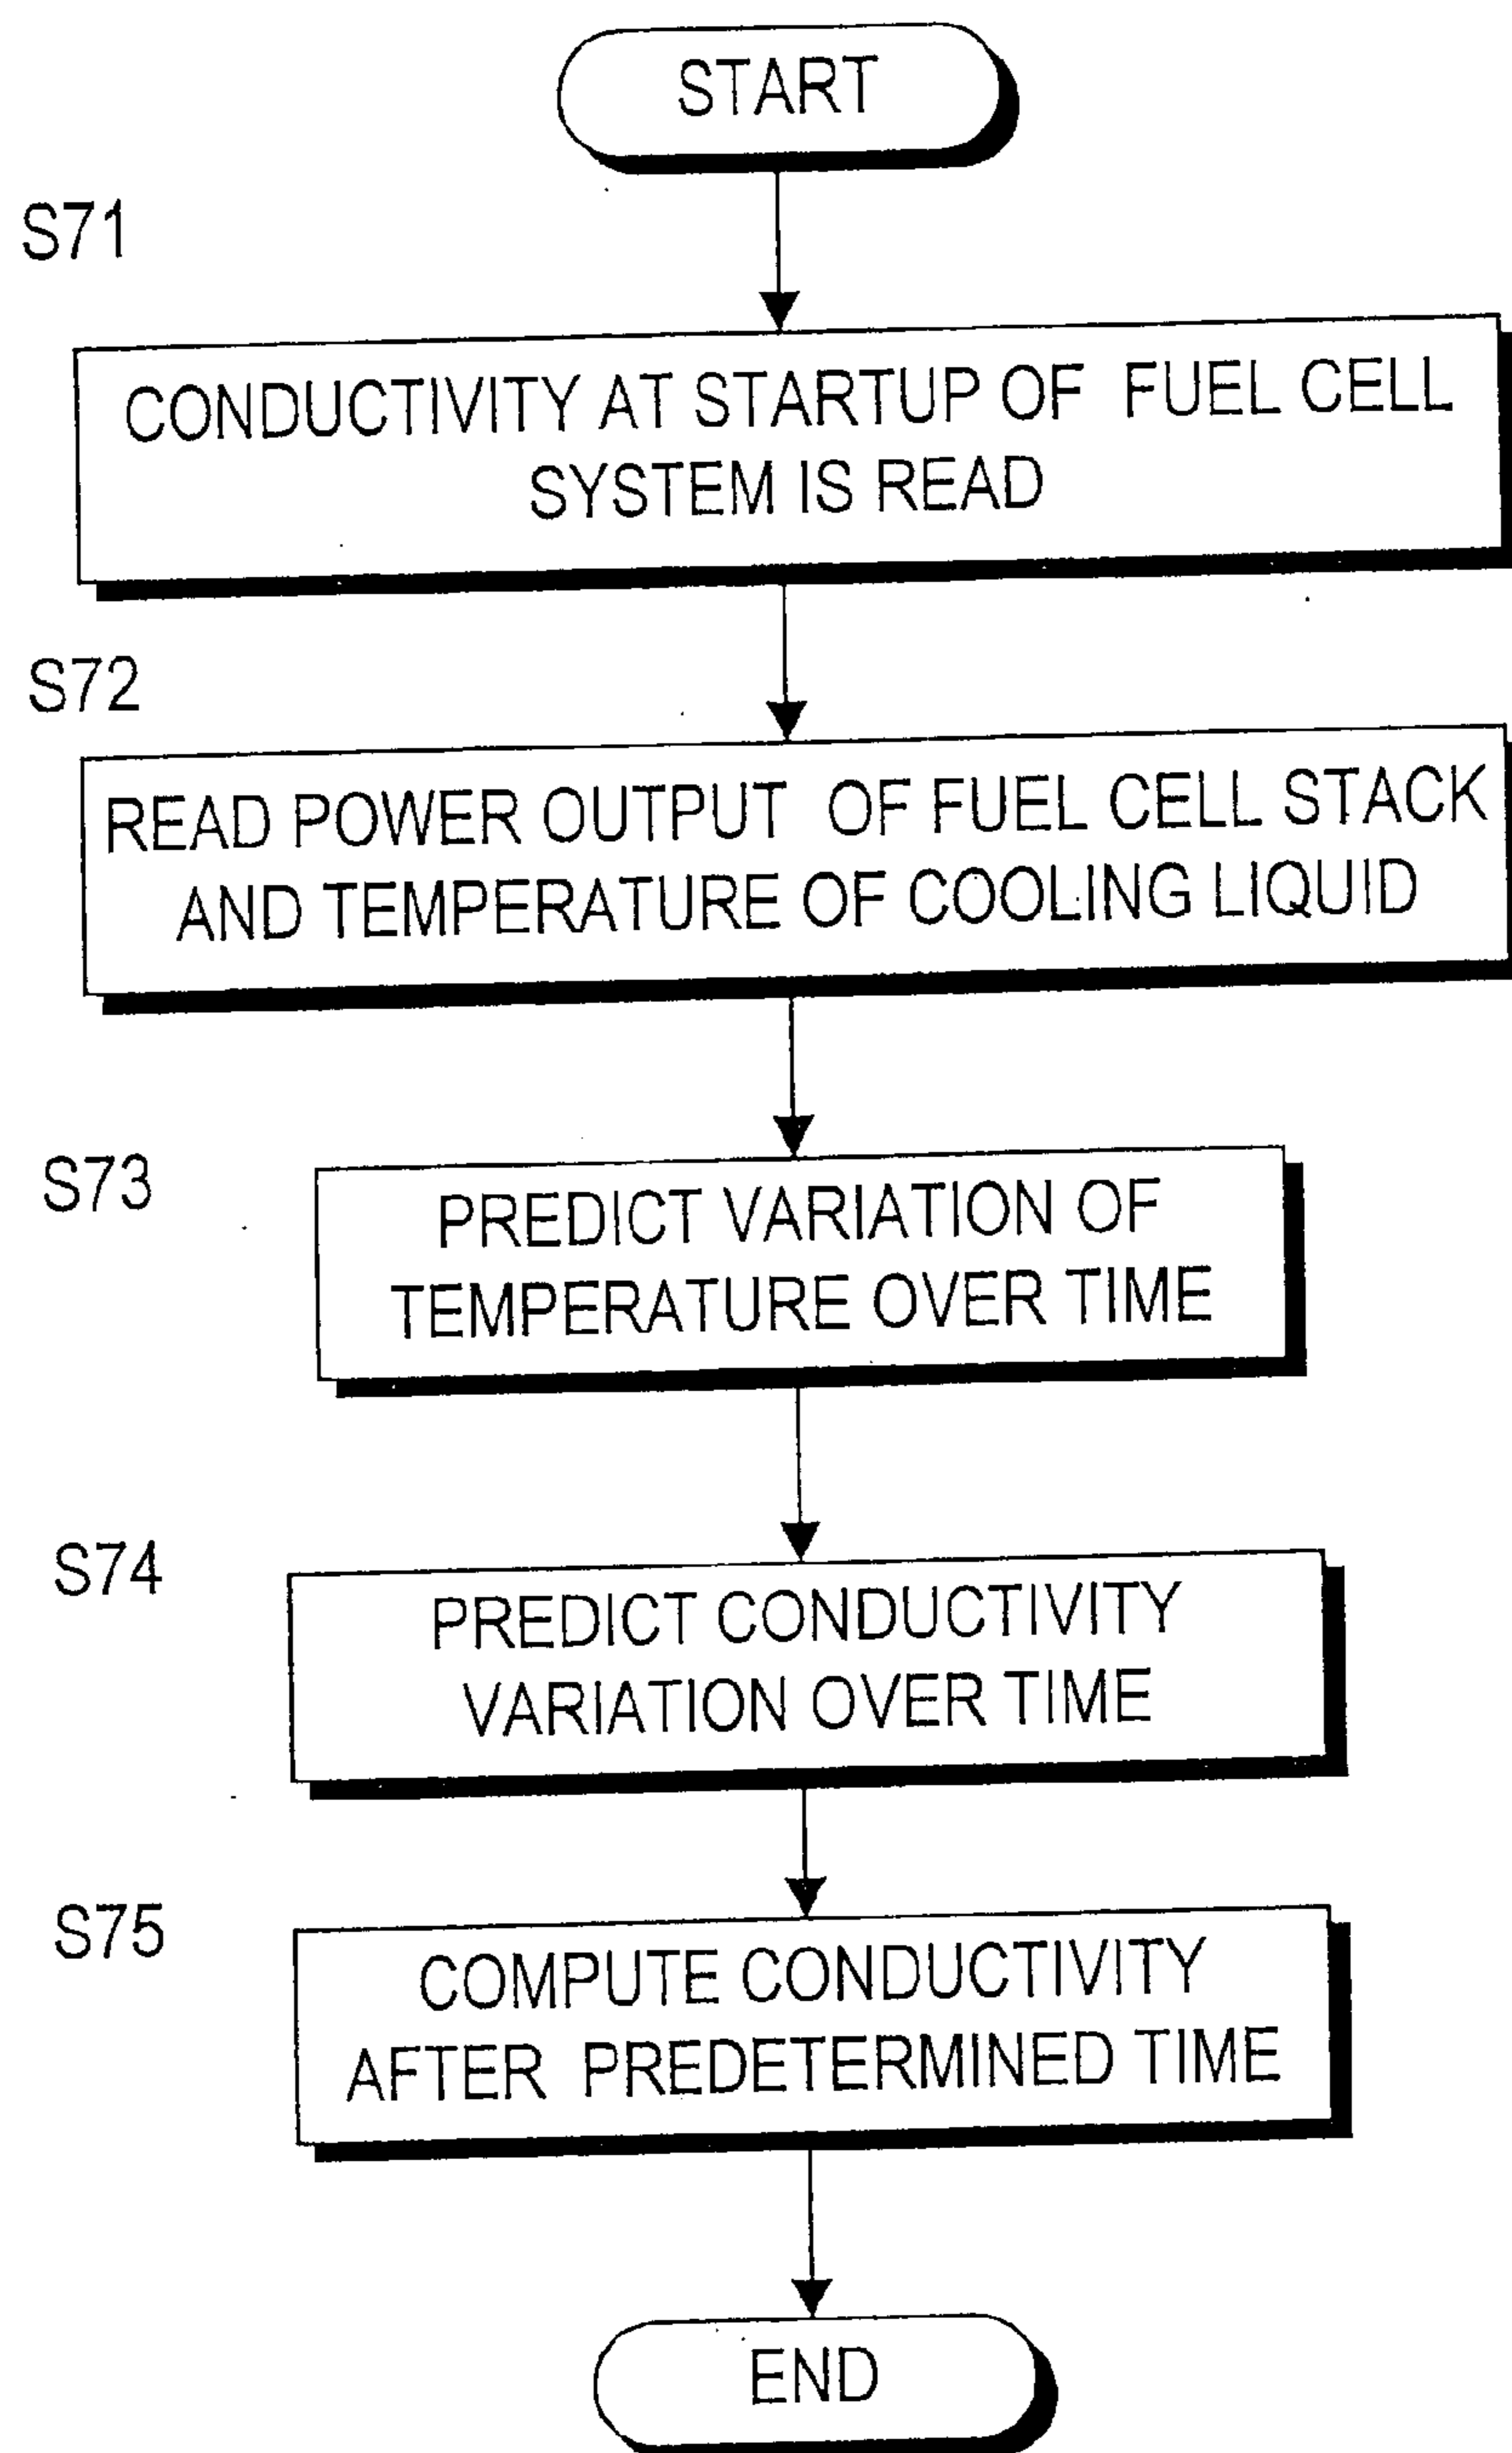 START
S71
CONDUCTIVITY AT STARTUP OF FUEL CELL
SYSTEM IS READ
S72
READ POWER OUTPUT OF FUEL CELL STACK
AND TEMPERATURE OF COOLING LIQUID
S73
PREDICT VARIATION OF
TEMPERATURE OVER TIME
S74
PREDICT CONDUCTIVITY
VARIATION OVER TIME
S75
COMPUTE CONDUCTIVITY
AFTER PREDETERMINED TIME
END